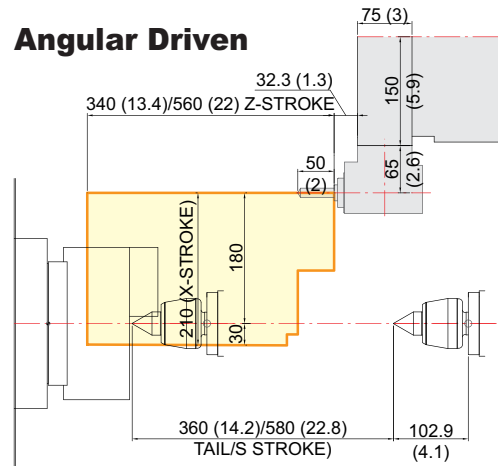 75 (3)
Angular Driven
32.3 (1.3)
340 (13.4)/560 (22) Z-STROKE
150
(5.9)
50
(2)
65
(2.6)
210 (X-STROKE)
180
30
360 (14.2)/580 (22.8)
TAIL/S STROKE)
102.9
(4.1)